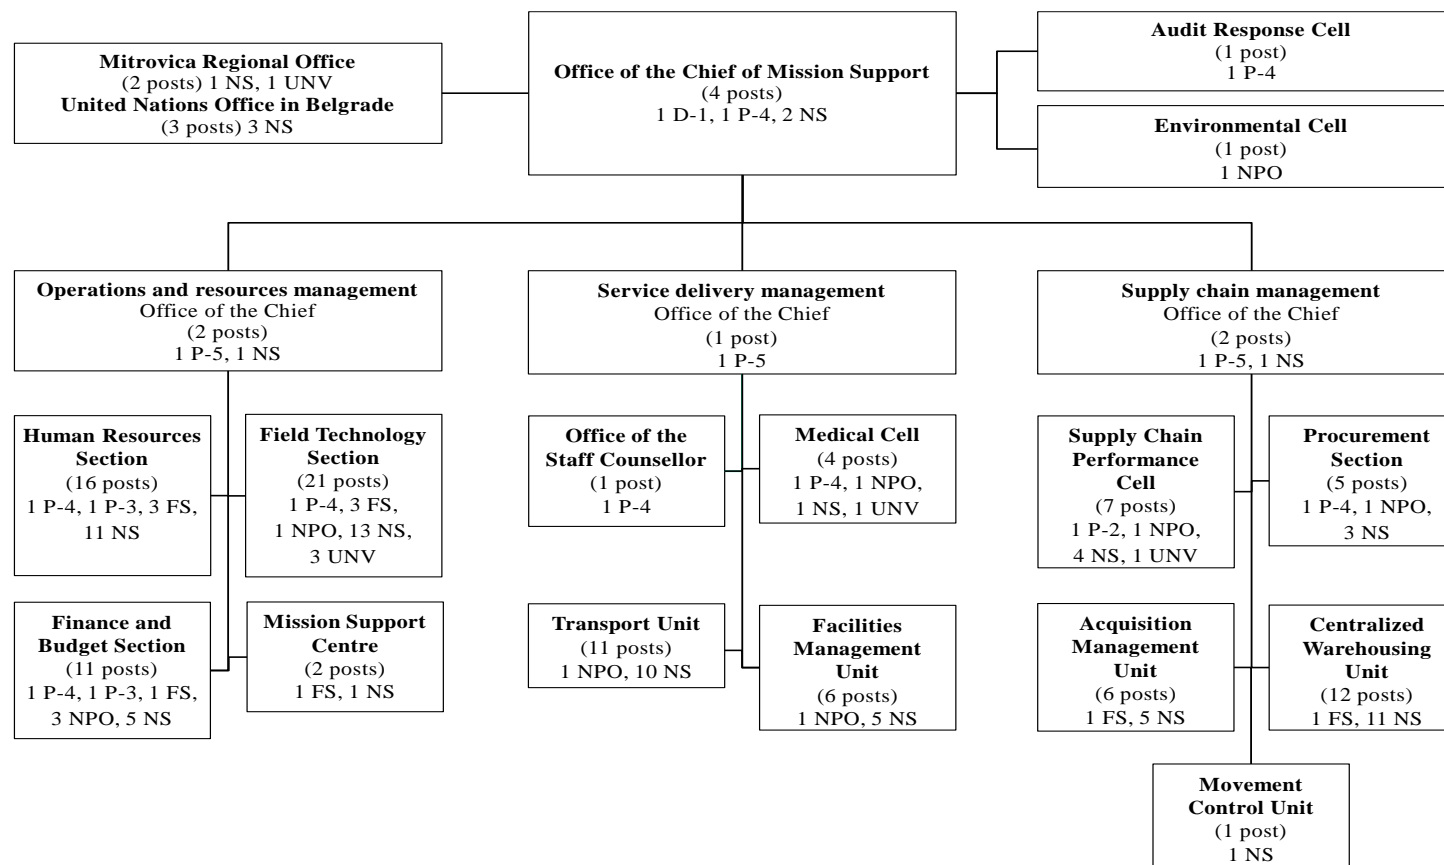 Mitrovica Regional Office
(2 posts) 1 NS, 1 UNV
United Nations Office in Belgrade
(3 posts) 3 NS
Office of the Chief of Mission Support
(4 posts)
1 D-1, 1 P-4, 2 NS
Audit Response Cell
(1 post)
1 P-4
Environmental Cell
(1 post)
1 NPO
Operations and resources management
Office of the Chief
(2 posts)
1 P-5, 1 NS
Service delivery management
Office of the Chief
(1 post)
1 P-5
Supply chain management
Office of the Chief
(2 posts)
1 P-5, 1 NS
Human Resources
Section
(16 posts)
1 P-4, 1 P-3, 3 FS,
11 NS
Field Technology
Section
(21 posts)
1 P-4, 3 FS,
1 NPO, 13 NS,
3 UNV
Office of the
Staff Counsellor
(1 post)
1 P-4
Medical Cell
(4 posts)
1 P-4, 1 NPO,
1 NS, 1 UNV
Supply Chain
Performance
Cell
(7 posts)
1 P-2, 1 NPO,
4 NS, 1 UNV
Procurement
Section
(5 posts)
1 P-4, 1 NPO,
3 NS
Finance and
Budget Section
(11 posts)
1 P-4, 1 P-3, 1 FS,
3 NPO, 5 NS
Mission Support
Centre
(2 posts)
1 FS, 1 NS
Transport Unit
(11 posts)
1 NPO, 10 NS
Facilities
Management
Unit
(6 posts)
1 NPO, 5 NS
Acquisition
Management
Unit
(6 posts)
1 FS, 5 NS
Centralized
Warehousing
Unit
(12 posts)
1 FS, 11 NS
Movement
Control Unit
(1 post)
1 NS